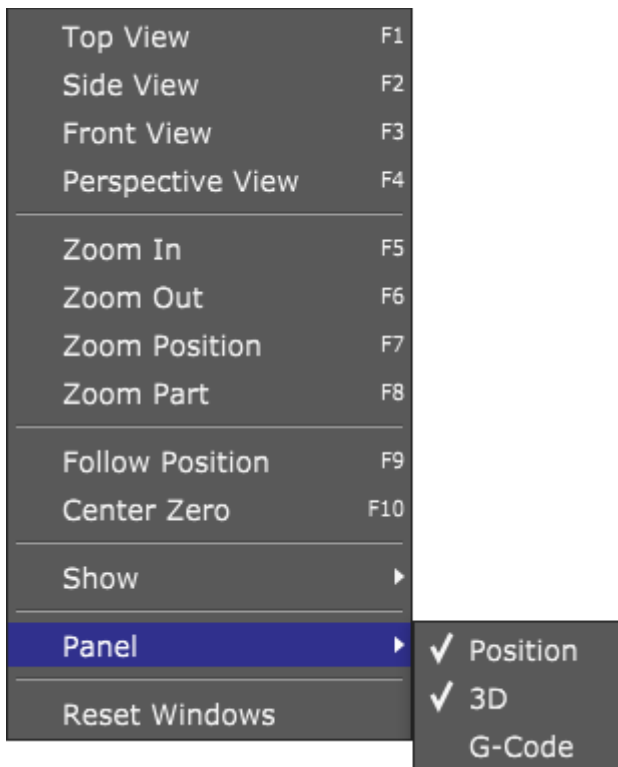 Top View F1
Side View F2
Front View F3
Perspective View F4
Zoom In F5
Zoom Out F6
Zoom Position F7
Zoom Part F8
Follow Position F9
Center Zero F10
Show
Panel
Reset Windows
Position
3D
G-Code